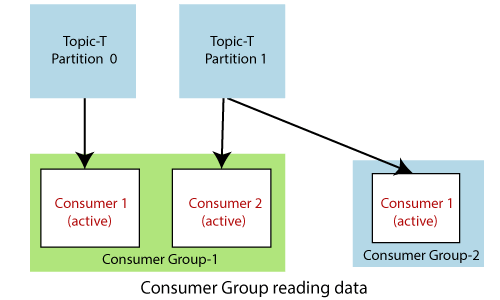 Topic-T
Partition 0
Topic-T
Partition 1
Consumer 1
(active)
Consumer 2
(active)
Consumer 1
(active)
Consumer Group-1
Consumer Group-2
Consumer Group reading data